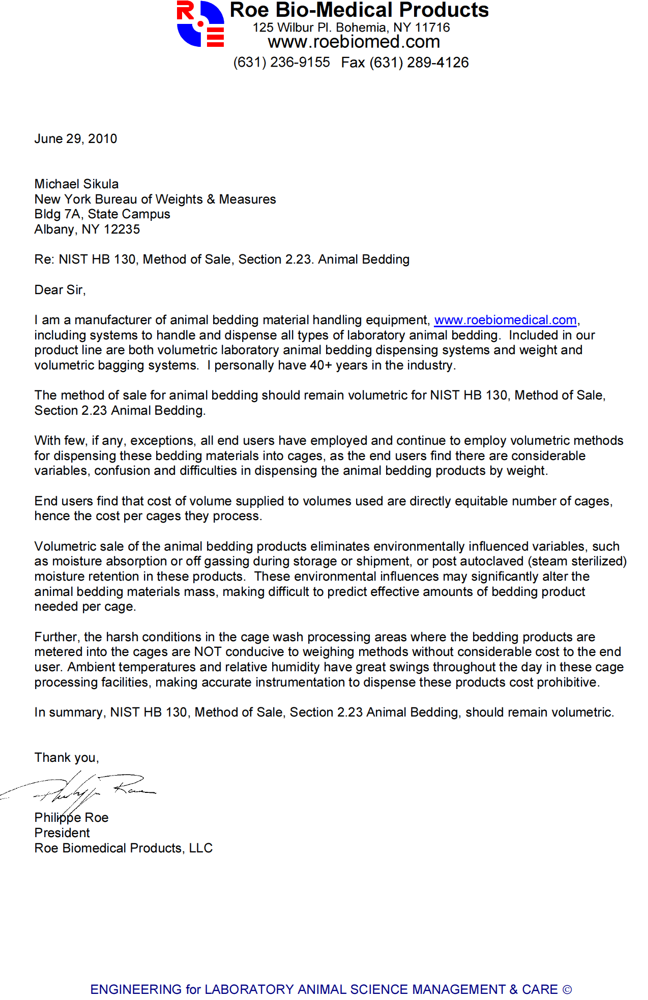 Roe Bio-Medical Products
125 Wilbur Pl. Bohemia, NY 11716
www.roebiomed.com
(631) 236-9155 Fax (631) 289-4126
June 29, 2010
Michael Sikula
New York Bureau of Weights & Measures
Bldg 7A, State Campus
Albany, NY 12235
Re: NIST HB 130, Method of Sale, Section 2.23. Animal Bedding
Dear Sir,
I am a manufacturer of animal bedding material handling equipment, www.roebiomedical.com,
including systems to handle and dispense all types of laboratory animal bedding. Included in our
product line are both volumetric laboratory animal bedding dispensing systems and weight and
volumetric bagging systems. I personally have 40+ years in the industry.
The method of sale for animal bedding should remain volumetric for NIST HB 130, Method of Sale,
Section 2.23 Animal Bedding.
With few, if any, exceptions, all end users have employed and continue to employ volumetric methods
for dispensing these bedding materials into cages, as the end users find there are considerable
variables, confusion and difficulties in dispensing the animal bedding products by weight.
End users find that cost of volume supplied to volumes used are directly equitable number of cages,
hence the cost per cages they process.
Volumetric sale of the animal bedding products eliminates environmentally influenced variables, such
as moisture absorption or off gassing during storage or shipment, or post autoclaved (steam sterilized)
moisture retention in these products. These environmental influences may significantly alter the
animal bedding materials mass, making difficult to predict effective amounts of bedding product
needed per cage.
Further, the harsh conditions in the cage wash processing areas where the bedding products are
metered into the cages are NOT conducive to weighing methods without considerable cost to the end
user. Ambient temperatures and relative humidity have great swings throughout the day in these cage
processing facilities, making accurate instrumentation to dispense these products cost prohibitive.
In summary, NIST HB 130, Method of Sale, Section 2.23 Animal Bedding, should remain volumetric.
Thank you,
Philippe Roe
Philippe Roe
President
Roe Biomedical Products, LLC
ENGINEERING for LABORATORY ANIMAL SCIENCE MANAGEMENT & CARE ©